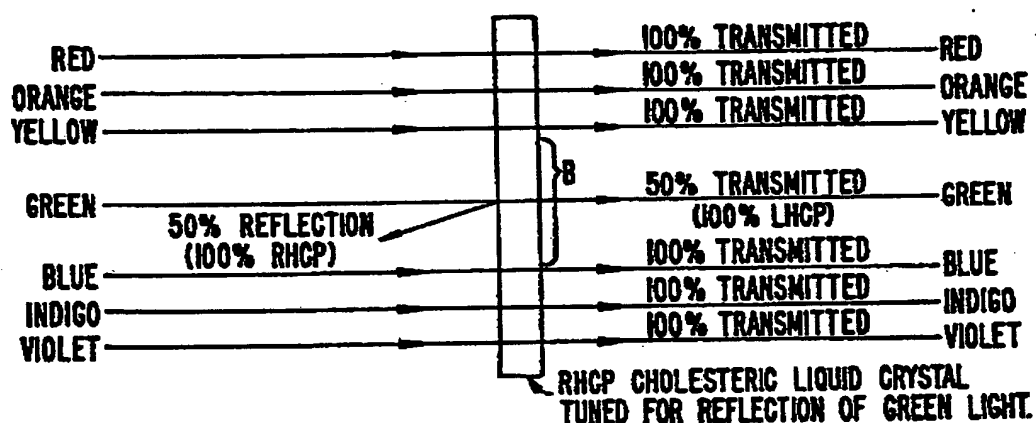 RED 100% TRANSMITTED RED
ORANGE 100% TRANSMITTED ORANGE
YELLOW 100% TRANSMITTED YELLOW
B
GREEN 50% TRANSMITTED GREEN
50% REFLECTION (100% LHCP)
(100% RHCP)
BLUE 100% TRANSMITTED BLUE
INDIGO 100% TRANSMITTED INDIGO
VIOLET 100% TRANSMITTED VIOLET
RHCP CHOLESTERIC LIQUID CRYSTAL
TUNED FOR REFLECTION OF GREEN LIGHT.